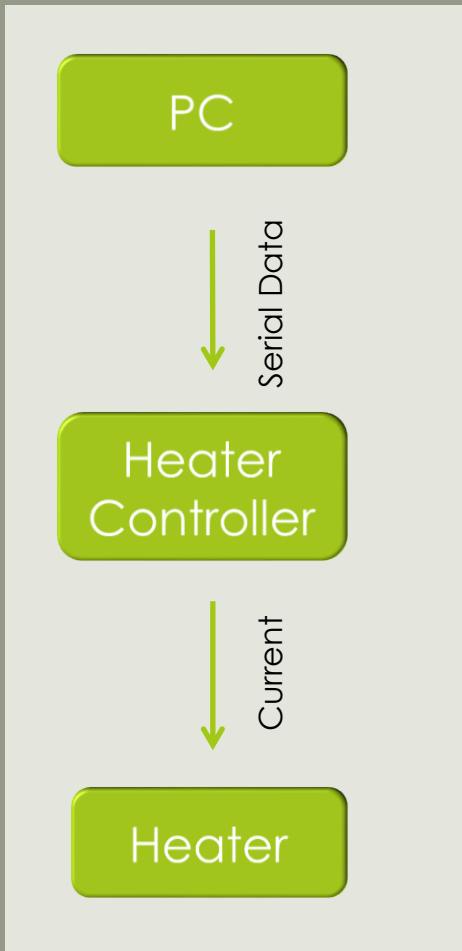 PC
Serial Data
Heater
Controller
Current
Heater